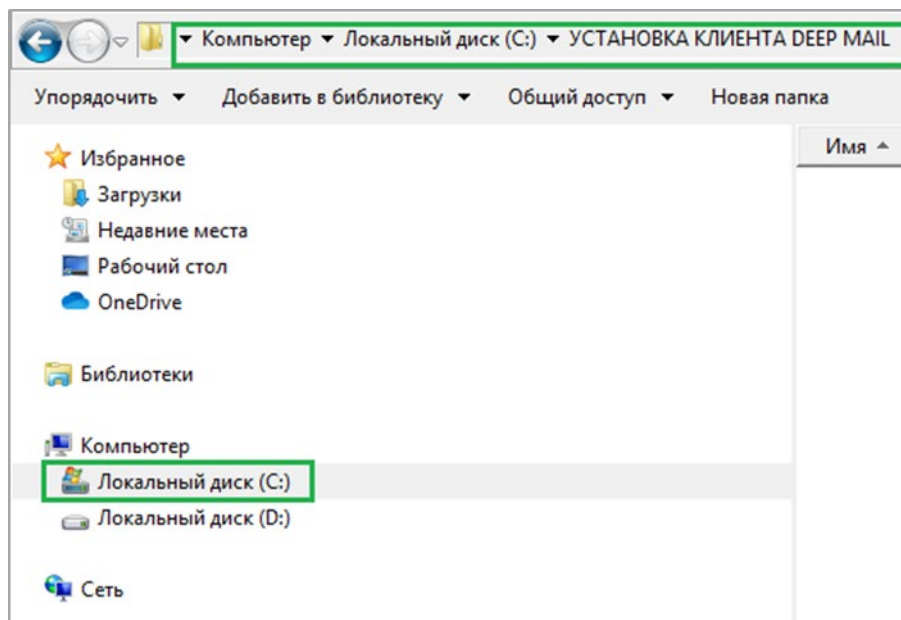 Компьютер Локальный диск (C:) УСТАНОВКА КЛИЕНТА DEEP MAIL
Упорядочить Добавить в библиотеку Общий доступ Новая папка
Имя
Избранное
Загрузки
Недавние места
Рабочий стол
OneDrive
Библиотеки
Компьютер
Локальный диск (C:)
Локальный диск (D:)
Сеть